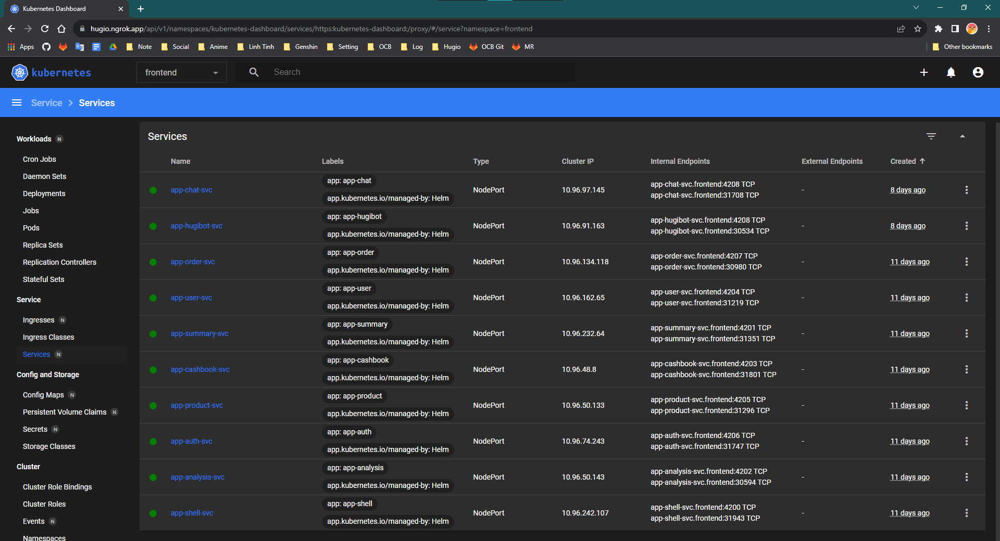 Kubernetes Dashboard
hugio.ngrok.app/api/v1/namespaces/kubernetes-dashboard/services/https:kubernetes-dashboard:/proxy/#/service?namespace=frontend
Apps Note Social Anime Linh Tinh Genshin Setting OCB Log Hugio OCB Git MR Other bookmarks
kubernetes frontend Search
Service Services
Workloads N
Cron Jobs
Daemon Sets
Deployments
Jobs
Pods
Replica Sets
Replication Controllers
Stateful Sets
Service
Ingresses N
Ingress Classes
Services N
Config and Storage
Config Maps N
Persistent Volume Claims N
Secrets N
Storage Classes
Cluster
Cluster Role Bindings
Cluster Roles
Events N
Namespaces
Services
Name Labels Type Cluster IP Internal Endpoints External Endpoints Created
app-chat-svc
app: app-chat
app.kubernetes.io/managed-by: Helm
NodePort
10.96.97.145
app-chat-svc.frontend:4208 TCP
app-chat-svc.frontend:31708 TCP
-
8 days ago
app-hugibot-svc
app: app-hugibot
app.kubernetes.io/managed-by: Helm
NodePort
10.96.91.163
app-hugibot-svc.frontend:4208 TCP
app-hugibot-svc.frontend:30534 TCP
-
8 days ago
app-order-svc
app: app-order
app.kubernetes.io/managed-by: Helm
NodePort
10.96.134.118
app-order-svc.frontend:4207 TCP
app-order-svc.frontend:30980 TCP
-
11 days ago
app-user-svc
app: app-user
app.kubernetes.io/managed-by: Helm
NodePort
10.96.162.65
app-user-svc.frontend:4204 TCP
app-user-svc.frontend:31219 TCP
-
11 days ago
app-summary-svc
app: app-summary
app.kubernetes.io/managed-by: Helm
NodePort
10.96.232.64
app-summary-svc.frontend:4201 TCP
app-summary-svc.frontend:31351 TCP
-
11 days ago
app-cashbook-svc
app: app-cashbook
app.kubernetes.io/managed-by: Helm
NodePort
10.96.48.8
app-cashbook-svc.frontend:4203 TCP
app-cashbook-svc.frontend:31801 TCP
-
11 days ago
app-product-svc
app: app-product
app.kubernetes.io/managed-by: Helm
NodePort
10.96.50.133
app-product-svc.frontend:4205 TCP
app-product-svc.frontend:31296 TCP
-
11 days ago
app-auth-svc
app: app-auth
app.kubernetes.io/managed-by: Helm
NodePort
10.96.74.243
app-auth-svc.frontend:4206 TCP
app-auth-svc.frontend:31747 TCP
-
11 days ago
app-analysis-svc
app: app-analysis
app.kubernetes.io/managed-by: Helm
NodePort
10.96.50.143
app-analysis-svc.frontend:4202 TCP
app-analysis-svc.frontend:30594 TCP
-
11 days ago
app-shell-svc
app: app-shell
app.kubernetes.io/managed-by: Helm
NodePort
10.96.242.107
app-shell-svc.frontend:4200 TCP
app-shell-svc.frontend:31943 TCP
-
11 days ago